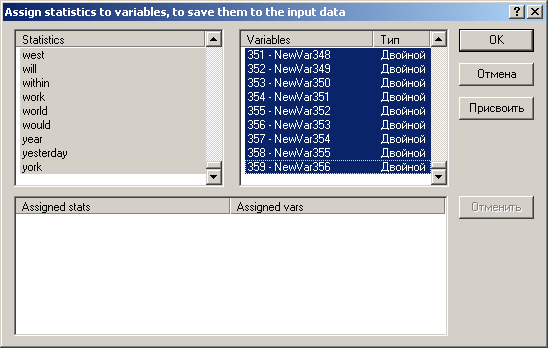 Assign statistics to variables, to save them to the input data
Statistics
west
will
within
work
world
would
year
yesterday
york
Variables Тип
351 - NewVar348 Двойной
352 - NewVar349 Двойной
353 - NewVar350 Двойной
354 - NewVar351 Двойной
355 - NewVar352 Двойной
356 - NewVar353 Двойной
357 - NewVar354 Двойной
358 - NewVar355 Двойной
359 - NewVar356 Двойной
OK
Отмена
Присвоить
Assigned stats Assigned vars
Отменить